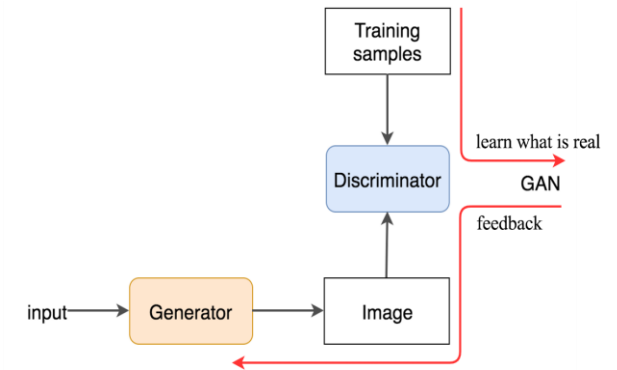 Training
samples
learn what is real
Discriminator
GAN
feedback
input
Generator
Image